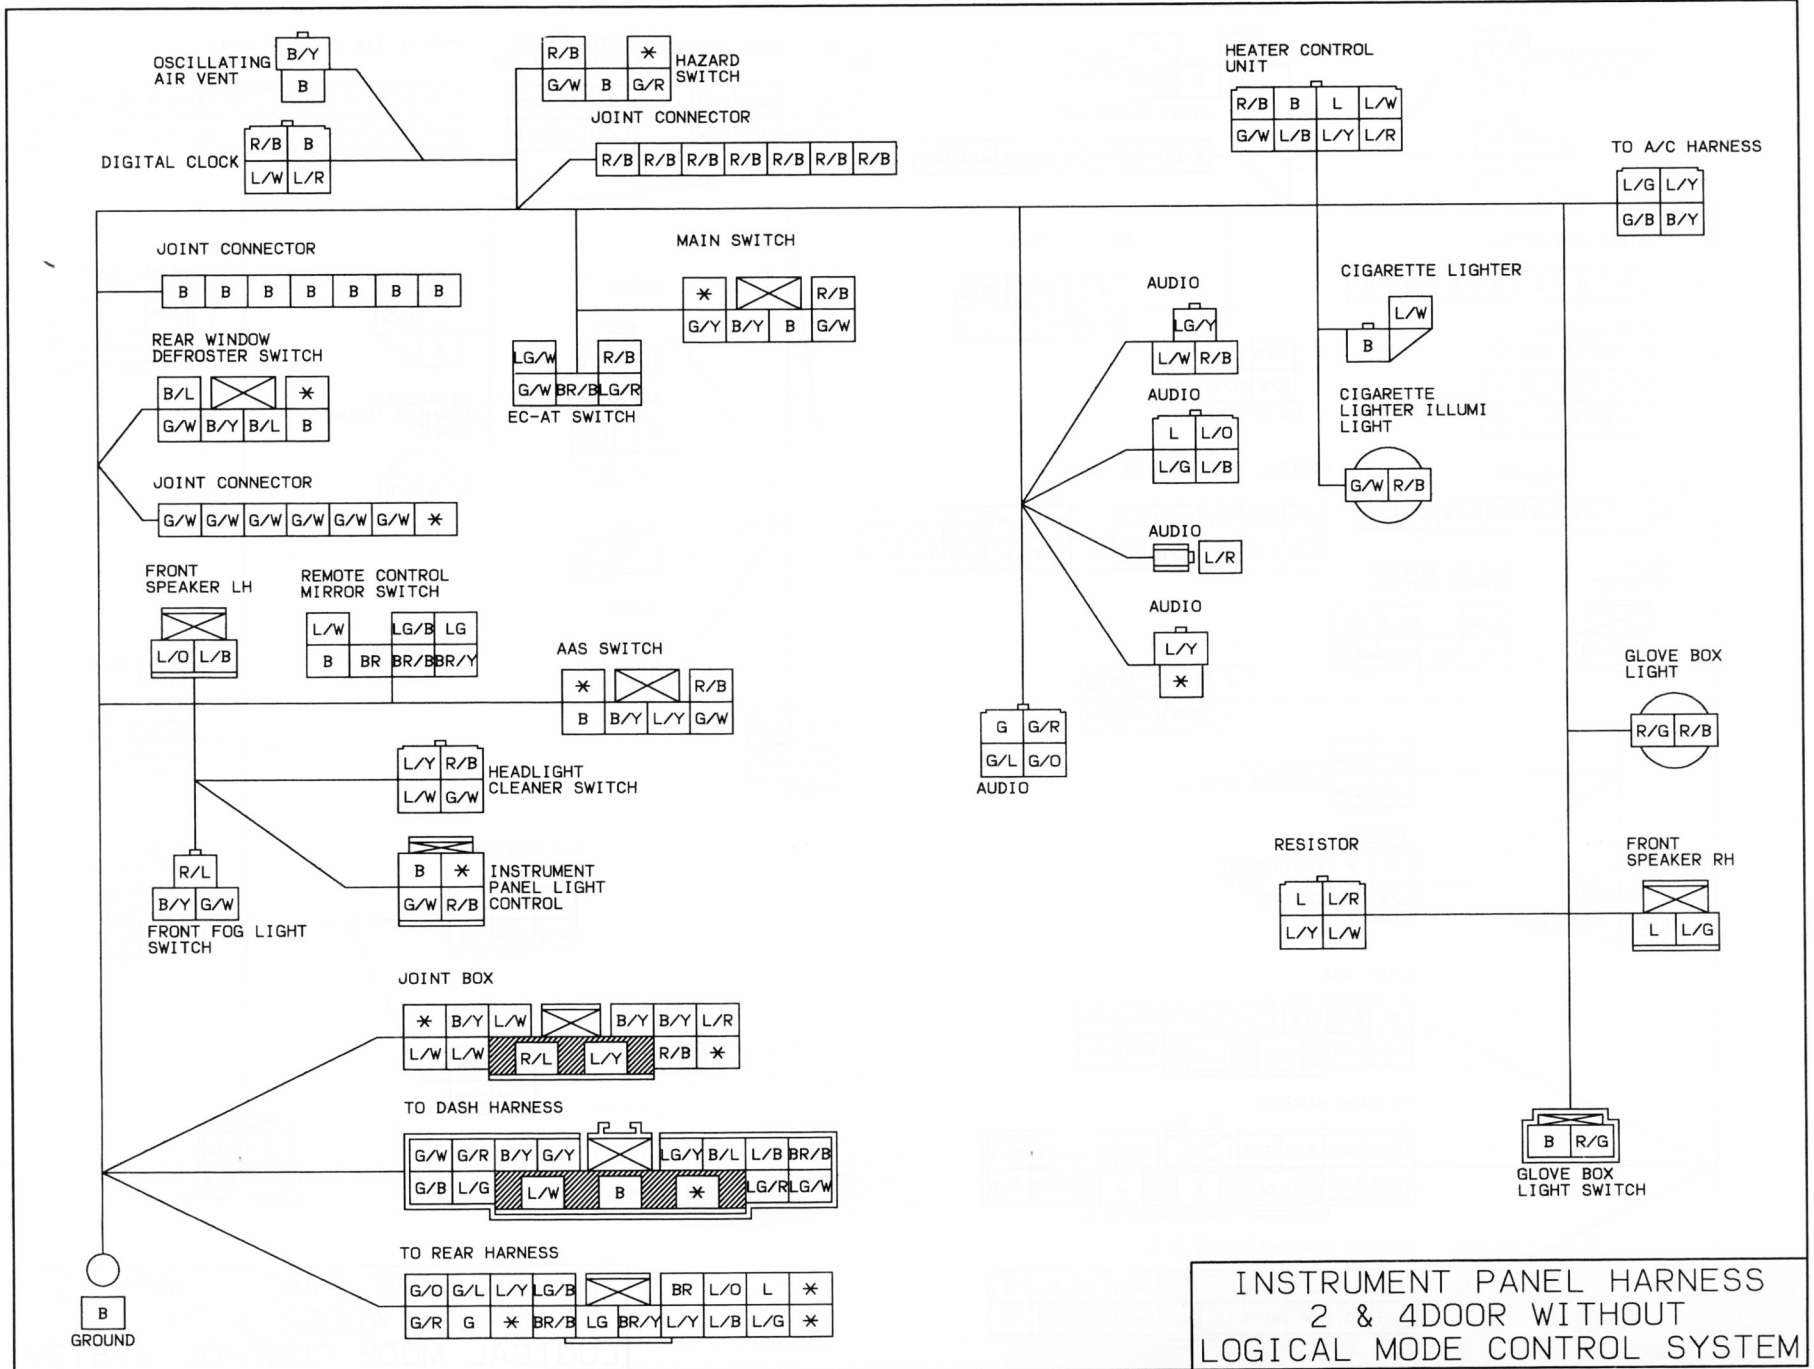 OSCILLATING
AIR VENT
B/Y
B
R/B ✳
G/W B G/R
HAZARD
SWITCH
HEATER CONTROL
UNIT
R/B B L L/W
G/W L/B L/Y L/R
JOINT CONNECTOR
R/B R/B R/B R/B R/B R/B R/B
DIGITAL CLOCK
R/B B
L/W L/R
TO A/C HARNESS
L/G L/Y
G/B B/Y
JOINT CONNECTOR
B B B B B B B
MAIN SWITCH
✳ R/B
G/Y B/Y B G/W
REAR WINDOW
DEFROSTER SWITCH
B/L ✳
G/W B/Y B/L B
LG/W R/B
G/W BR/B LG/R
EC-AT SWITCH
AUDIO
LG/Y
L/W R/B
CIGARETTE LIGHTER
L/W
B
AUDIO
L L/O
L/G L/B
CIGARETTE
LIGHTER ILLUMI
LIGHT
G/W R/B
JOINT CONNECTOR
G/W G/W G/W G/W G/W G/W ✳
AUDIO
L/R
FRONT
SPEAKER LH
L/O L/B
REMOTE CONTROL
MIRROR SWITCH
L/W LG/B LG
B BR BR/B BR/Y
AAS SWITCH
✳ R/B
B B/Y L/Y G/W
AUDIO
L/Y
✳
GLOVE BOX
LIGHT
R/G R/B
G G/R
G/L G/O
AUDIO
L/Y R/B
L/W G/W
HEADLIGHT
CLEANER SWITCH
B ✳
G/W R/B
INSTRUMENT
PANEL LIGHT
CONTROL
R/L
B/Y G/W
FRONT FOG LIGHT
SWITCH
RESISTOR
L L/R
L/Y L/W
FRONT
SPEAKER RH
L L/G
JOINT BOX
✳ B/Y L/W B/Y B/Y L/R
L/W L/W R/L L/Y R/B ✳
TO DASH HARNESS
G/W G/R B/Y G/Y LG/Y B/L L/B BR/B
G/B L/G L/W B ✳ LG/R LG/W
B R/G
GLOVE BOX
LIGHT SWITCH
TO REAR HARNESS
G/O G/L L/Y LG/B BR L/O L ✳
G/R G ✳ BR/B LG BR/Y L/Y L/B L/G ✳
B
GROUND
INSTRUMENT PANEL HARNESS
2 & 4DOOR WITHOUT
LOGICAL MODE CONTROL SYSTEM